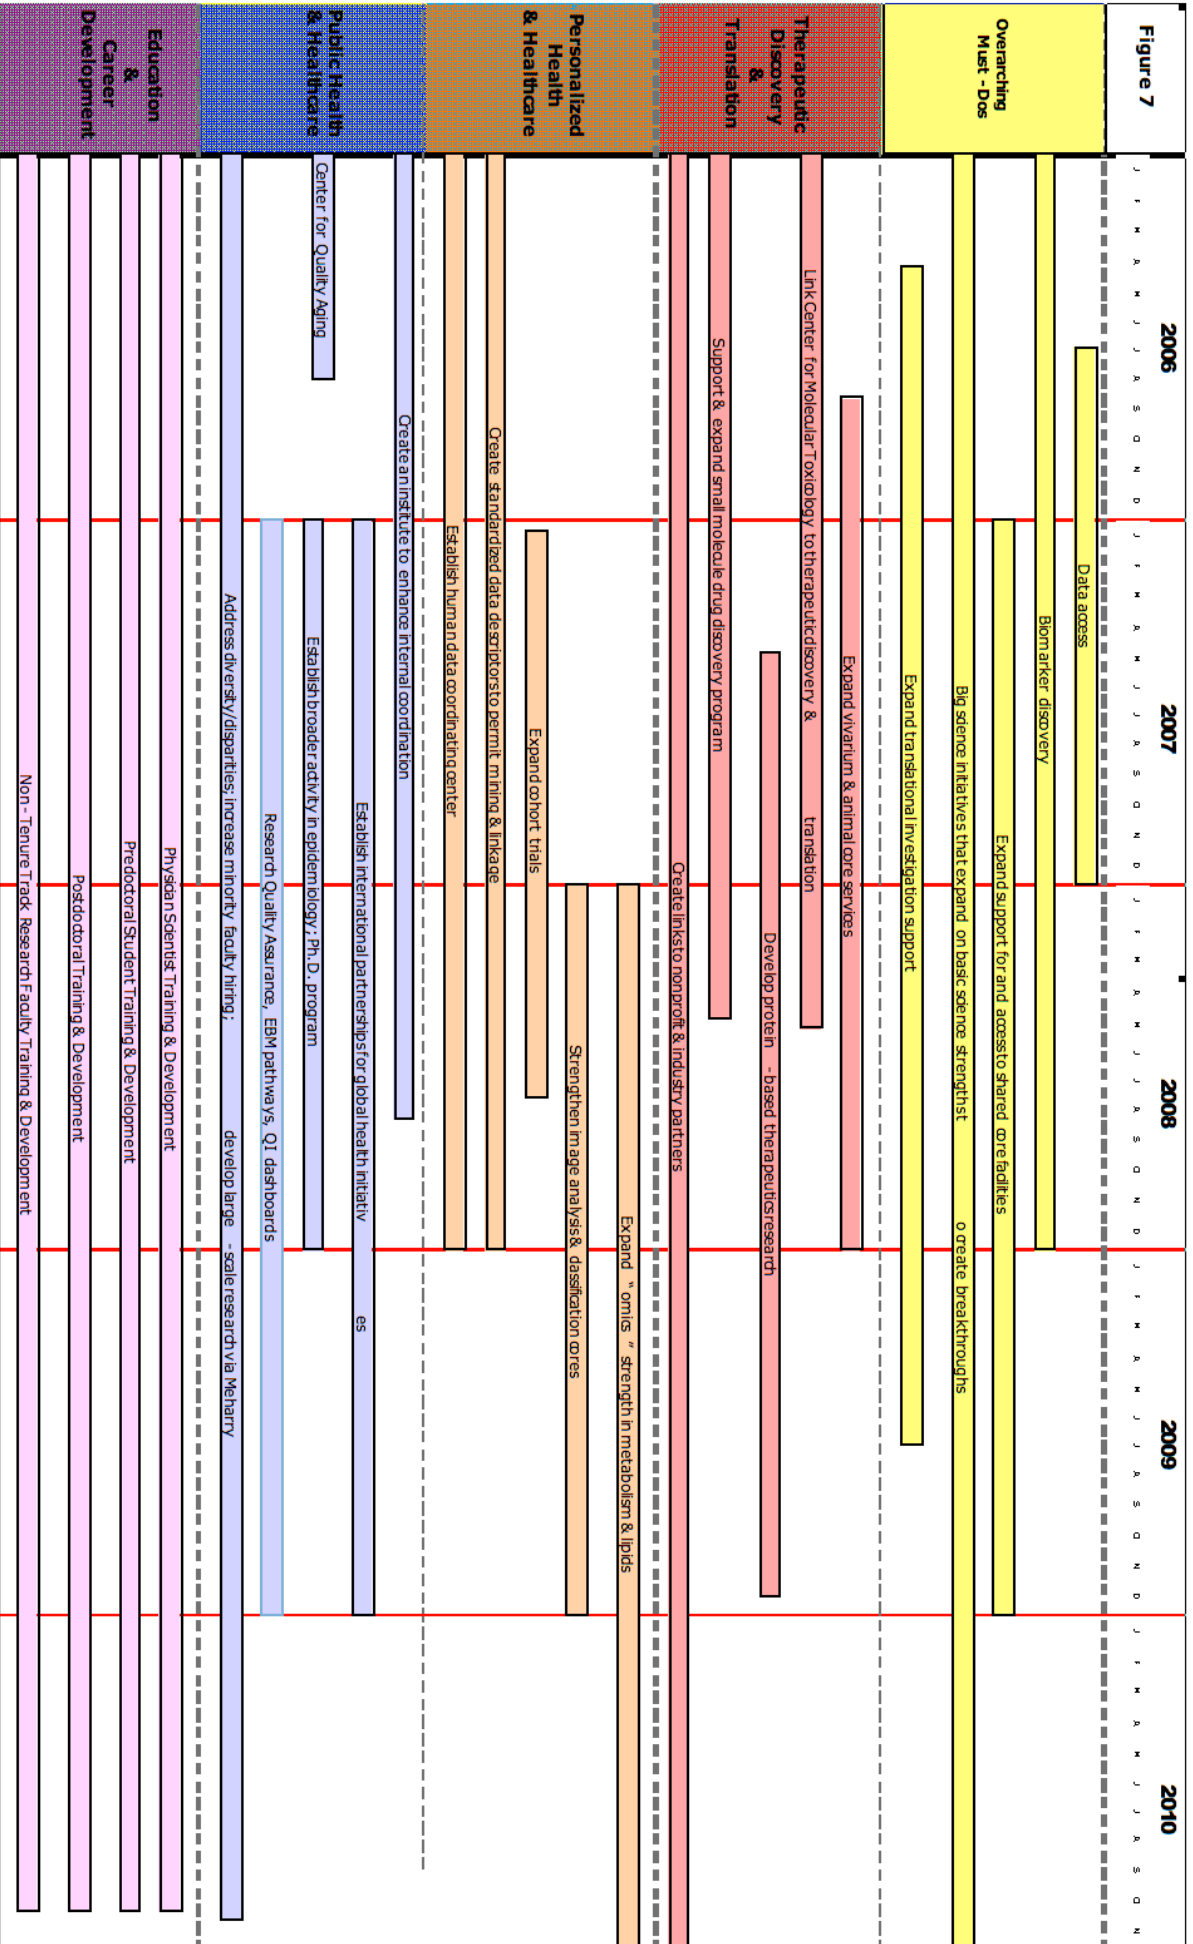 Figure 7
2006
2007
2008
2009
2010
J F M A M J J A S O N D J F M A M J J A S O N D J F M A M J J A S O N D J F M A M J J A S O N D J F M A M J J A S O N
Overarching
Must - Dos
Data access
Biomarker discovery
Expand support for and access to shared core facilities
Big science initiatives that expand on basic science strengthst o create breakthroughs
Expand translational investigation support
Therapeutic
Discovery
&
Translation
Expand vivarium & animal core services
Link Center for Molecular Toxicology to therapeutic discovery & translation
Develop protein - based therapeutics research
Support & expand small molecule drug discovery program
Create links to nonprofit & industry partners
Personalized
Health
& Healthcare
Expand “ omics ” strength in metabolism & lipids
Strengthen image analysis & classification cores
Expand cohort trials
Create standardized data descriptors to permit mining & linkage
Establish human data coordinating center
Public Health
& Healthcare
Create an institute to enhance internal coordination
Establish international partnerships for global health initiativ es
Center for Quality Aging
Establish broader activity in epidemiology ; Ph.D. program
Research Quality Assurance, EBM pathways, QI dashboards
Address diversity/disparities; increase minority faculty hiring ; develop large - scale research via Meharry
Education
&
Career
Development
Physician Scientist Training & Development
Predoctoral Student Training & Development
Postdoctoral Training & Development
Non - Tenure Track Research Faculty Training & Development